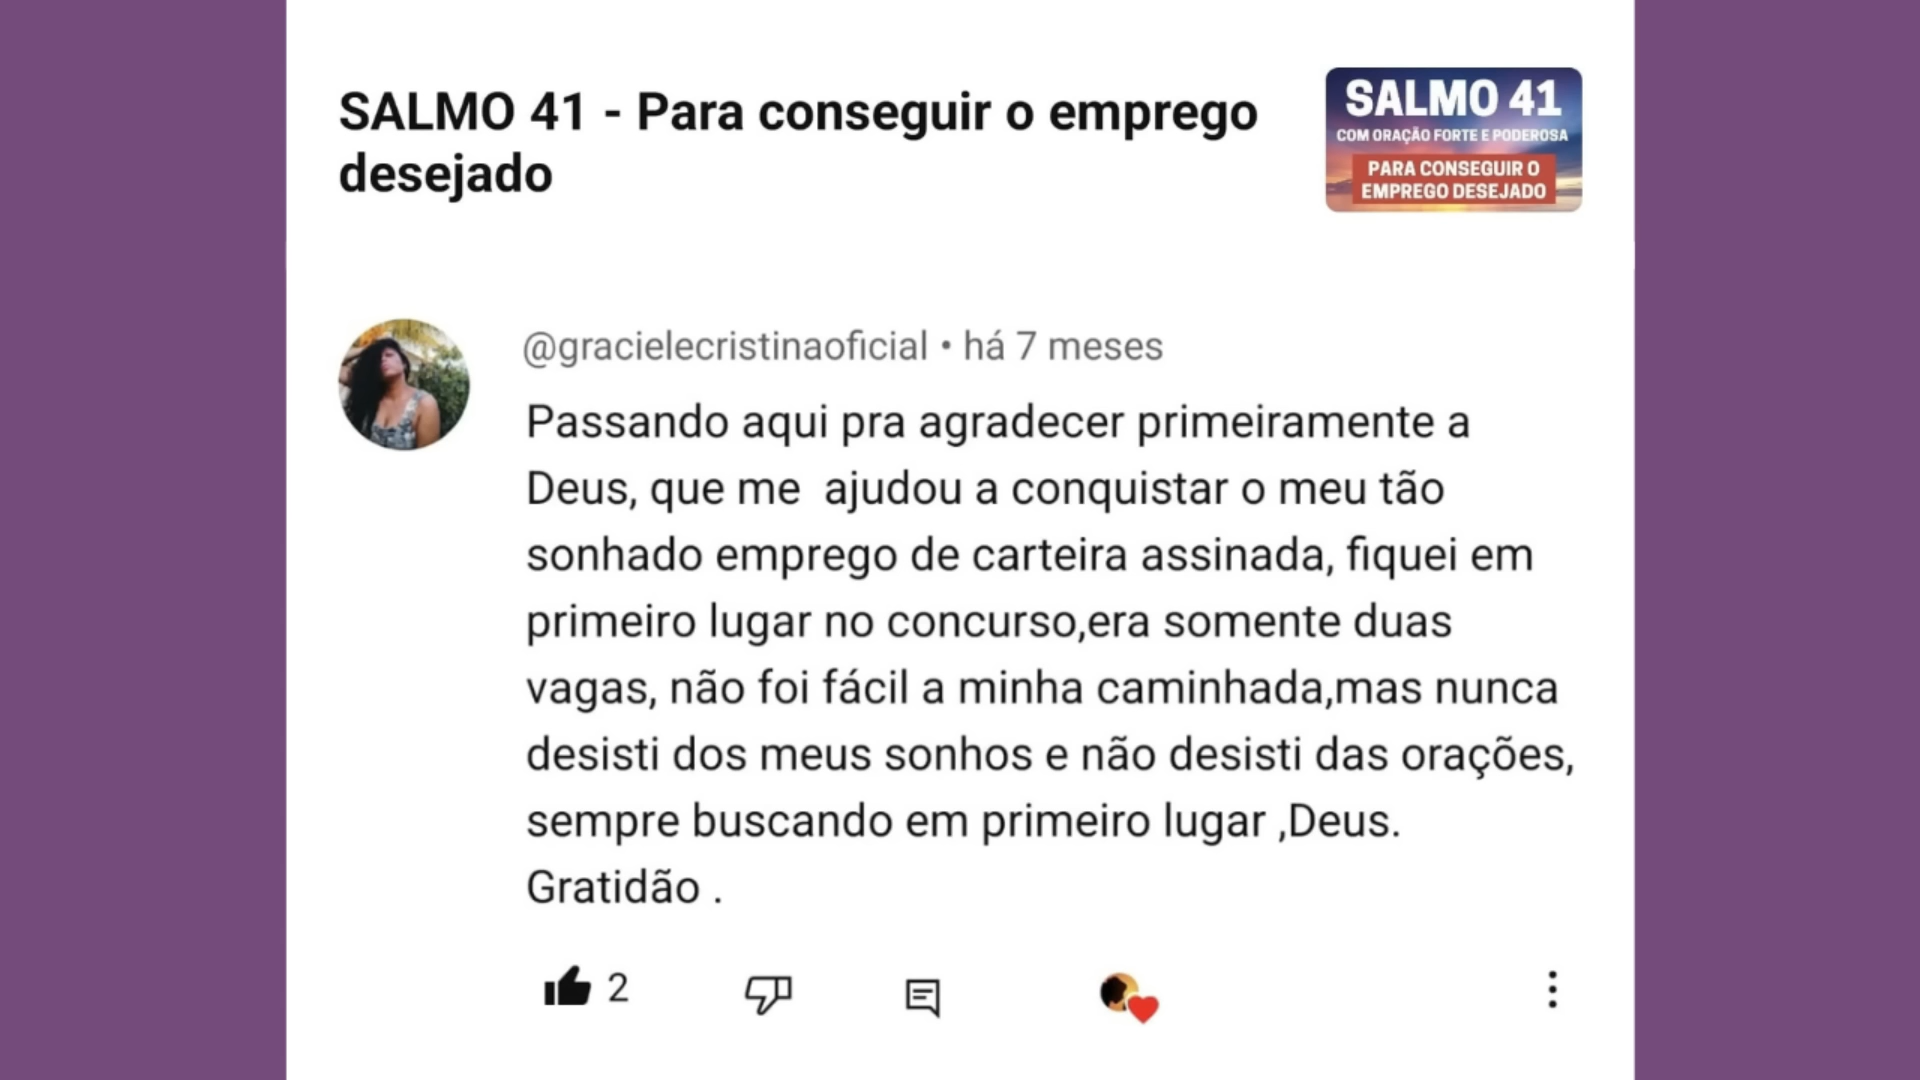 SALMO 41 - Para conseguir o emprego
desejado
SALMO 41
COM ORAÇÃO FORTE E PODEROSA
PARA CONSEGUIR O
EMPREGO DESEJADO
@gracielecristinaoficial • há 7 meses
Passando aqui pra agradecer primeiramente a
Deus, que me  ajudou a conquistar o meu tão
sonhado emprego de carteira assinada, fiquei em
primeiro lugar no concurso,era somente duas
vagas, não foi fácil a minha caminhada,mas nunca
desisti dos meus sonhos e não desisti das orações,
sempre buscando em primeiro lugar ,Deus.
Gratidão .
2